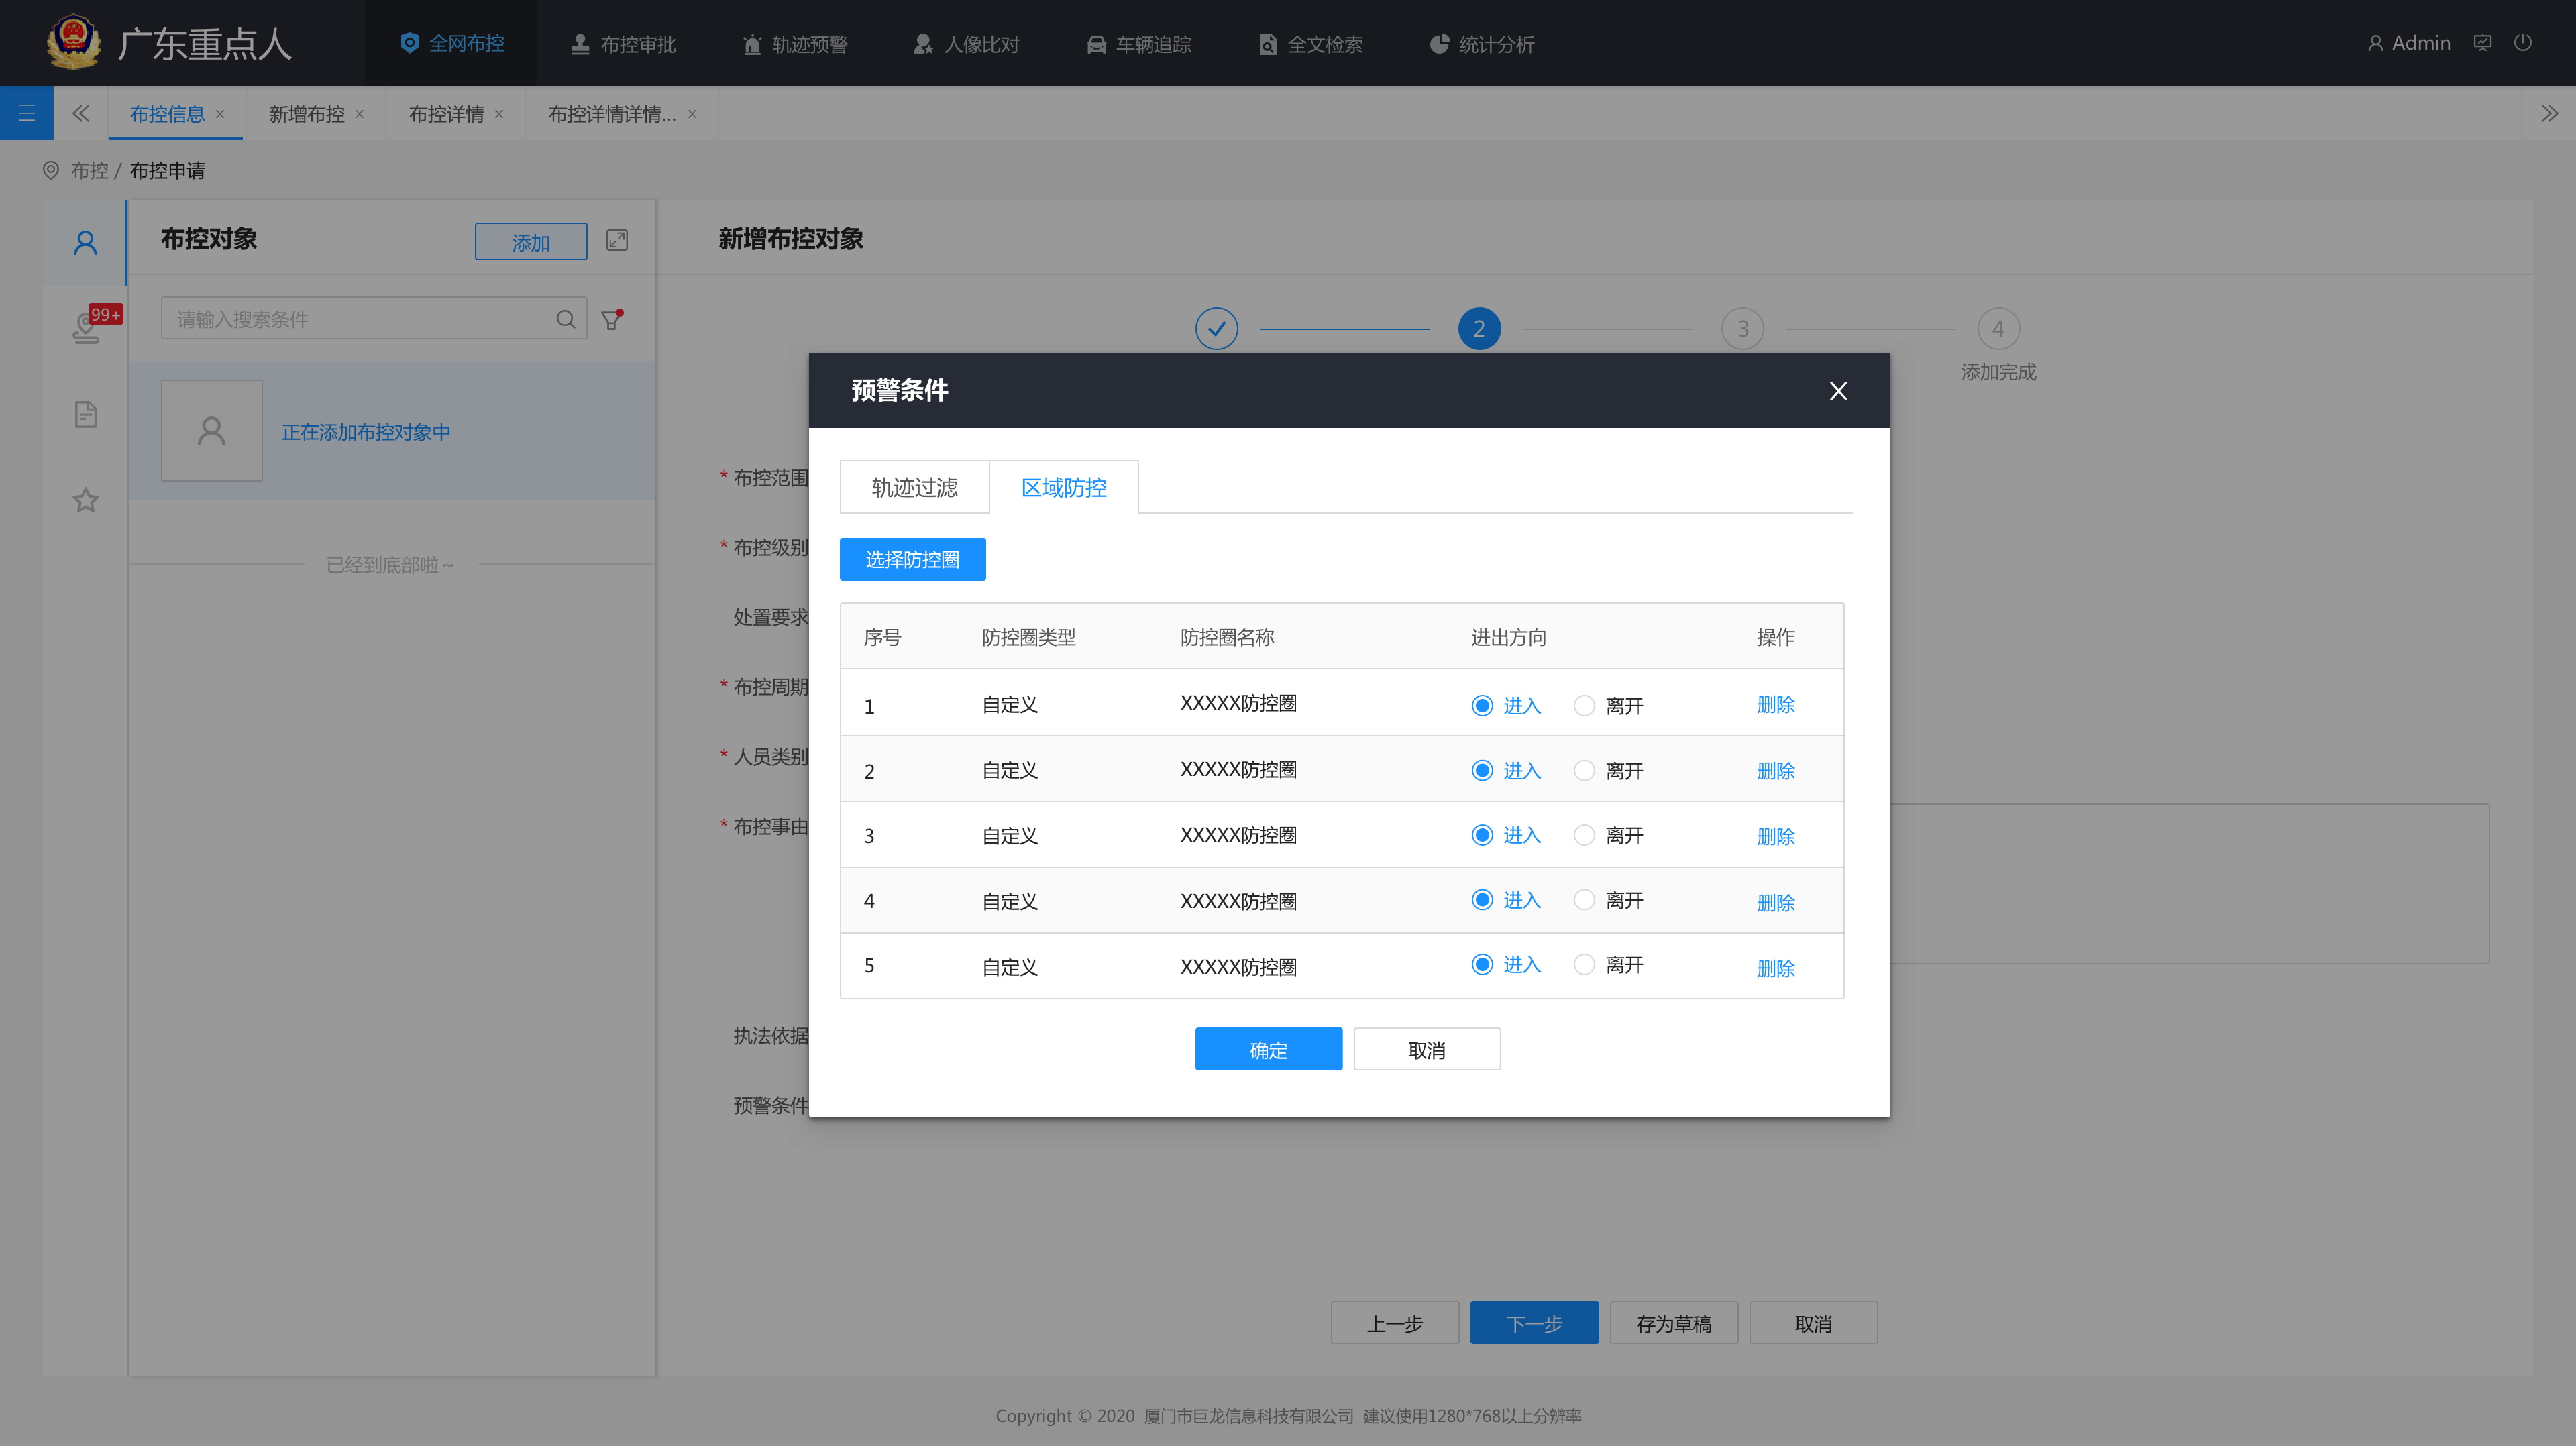 广东重点人
全网布控
布控审批
轨迹预警
人像比对
车辆追踪
全文检索
统计分析
Admin
布控信息 ×
新增布控 ×
布控详情 ×
布控详情详情... ×
布控 / 布控申请
布控对象
添加
新增布控对象
99+
请输入搜索条件
2
3
4
添加完成
正在添加布控对象中
已经到底部啦～
* 布控范围
* 布控级别
处置要求
* 布控周期
* 人员类别
* 布控事由
执法依据
预警条件
预警条件
轨迹过滤
区域防控
选择防控圈
序号 防控圈类型 防控圈名称 进出方向 操作
1 自定义 XXXXX防控圈 进入 离开 删除
2 自定义 XXXXX防控圈 进入 离开 删除
3 自定义 XXXXX防控圈 进入 离开 删除
4 自定义 XXXXX防控圈 进入 离开 删除
5 自定义 XXXXX防控圈 进入 离开 删除
确定
取消
上一步
下一步
存为草稿
取消
Copyright © 2020 厦门市巨龙信息科技有限公司 建议使用1280*768以上分辨率